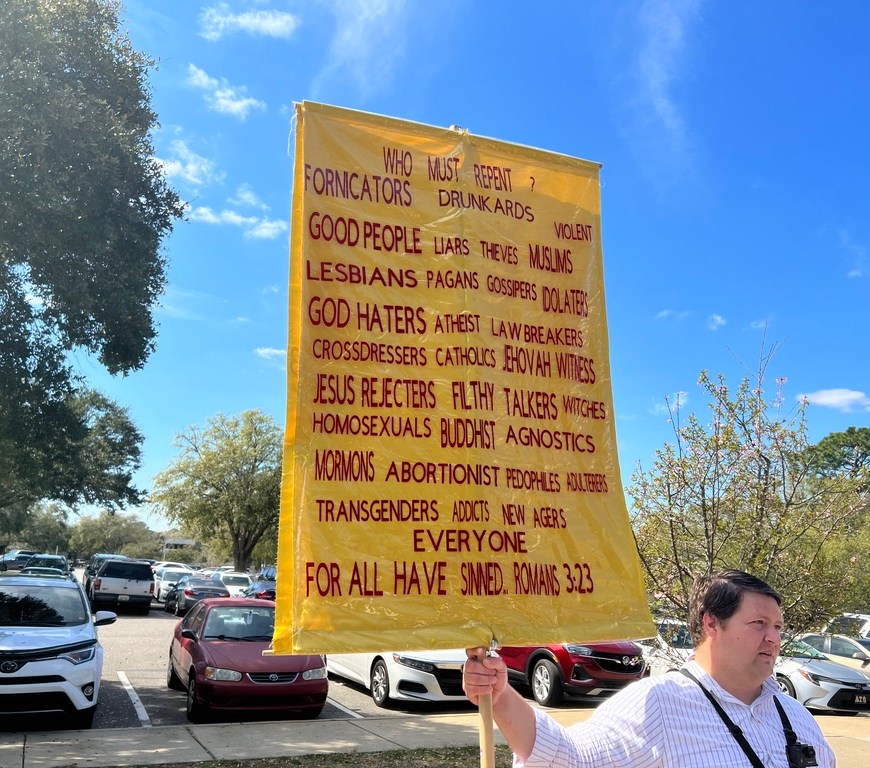 WHO MUST REPENT ?
FORNICATORS DRUNKARDS
VIOLENT
GOOD PEOPLE LIARS THIEVES MUSLIMS
LESBIANS PAGANS GOSSIPERS IDOLATERS
GOD HATERS ATHEIST LAWBREAKERS
CROSSDRESSERS CATHOLICS JEHOVAH WITNESS
JESUS REJECTERS FILTHY TALKERS WITCHES
HOMOSEXUALS BUDDHIST AGNOSTICS
MORMONS ABORTIONIST PEDOPHILES ADULTERERS
TRANSGENDERS ADDICTS NEW AGERS
EVERYONE
FOR ALL HAVE SINNED.. ROMANS 3:23